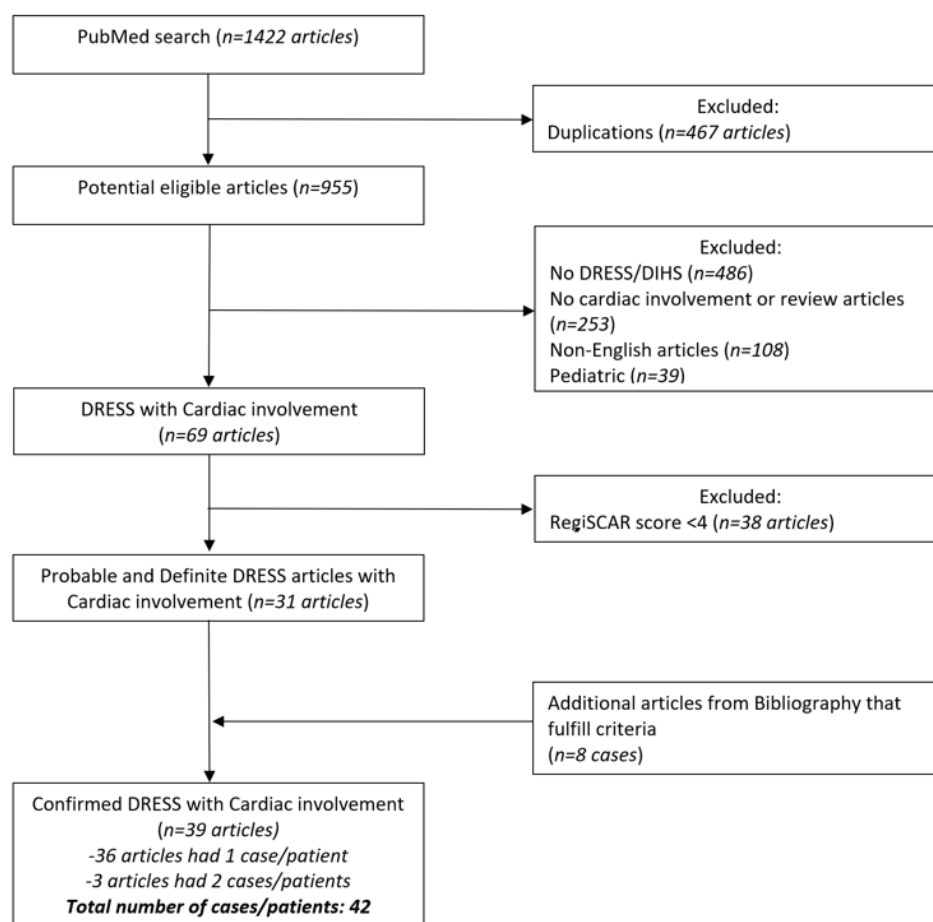 PubMed search (n=1422 articles)
Excluded:
Duplications (n=467 articles)
Potential eligible articles (n=955)
Excluded:
No DRESS/DIHS (n=486)
No cardiac involvement or review articles
(n=253)
Non-English articles (n=108)
Pediatric (n=39)
DRESS with Cardiac involvement
(n=69 articles)
Excluded:
RegiSCAR score <4 (n=38 articles)
Probable and Definite DRESS articles with
Cardiac involvement (n=31 articles)
Additional articles from Bibliography that
fulfill criteria
(n=8 cases)
Confirmed DRESS with Cardiac involvement
(n=39 articles)
-36 articles had 1 case/patient
-3 articles had 2 cases/patients
Total number of cases/patients: 42